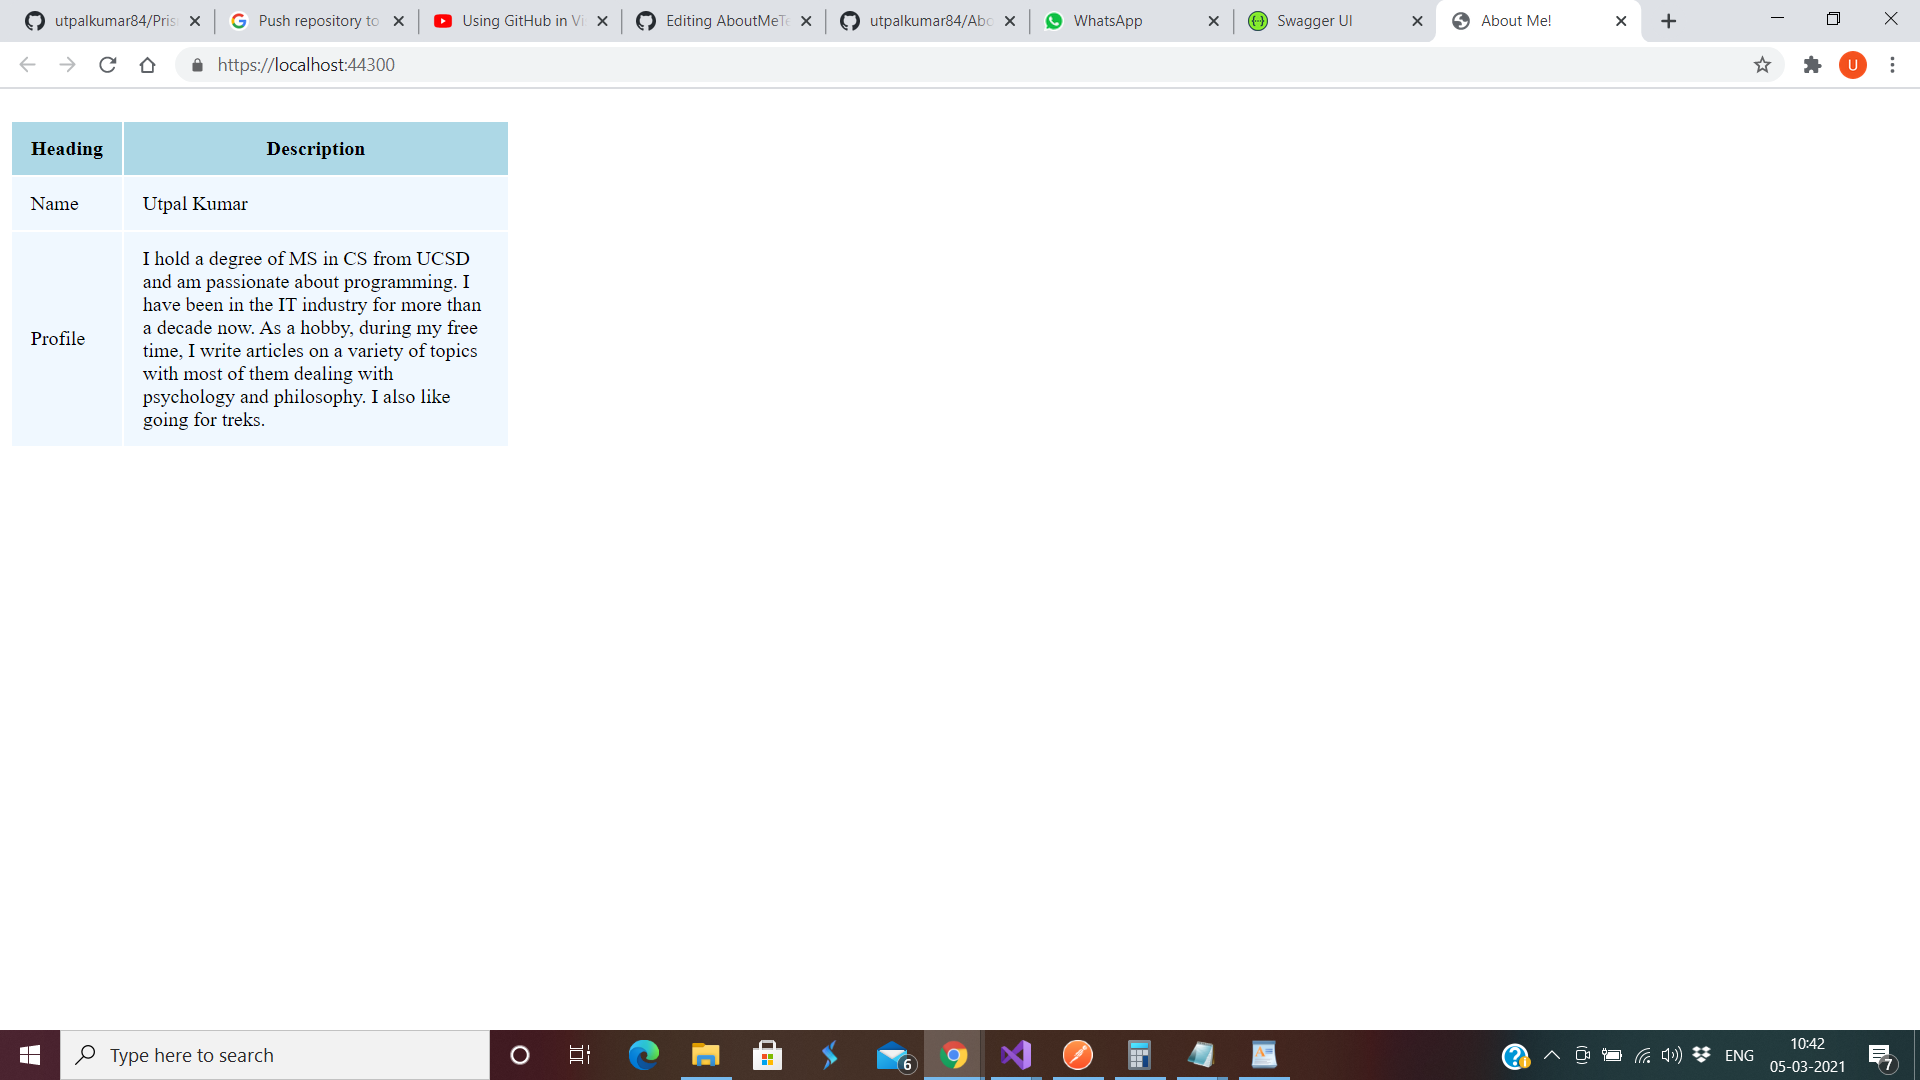 utpalkumar84/Pris
Push repository to
Using GitHub in Vi
Editing AboutMeTe
utpalkumar84/Abo
WhatsApp
Swagger UI
About Me!
https://localhost:44300
U
Heading Description
Name Utpal Kumar
Profile
I hold a degree of MS in CS from UCSD
and am passionate about programming. I
have been in the IT industry for more than
a decade now. As a hobby, during my free
time, I write articles on a variety of topics
with most of them dealing with
psychology and philosophy. I also like
going for treks.
Type here to search
6
ENG
10:42
05-03-2021
7